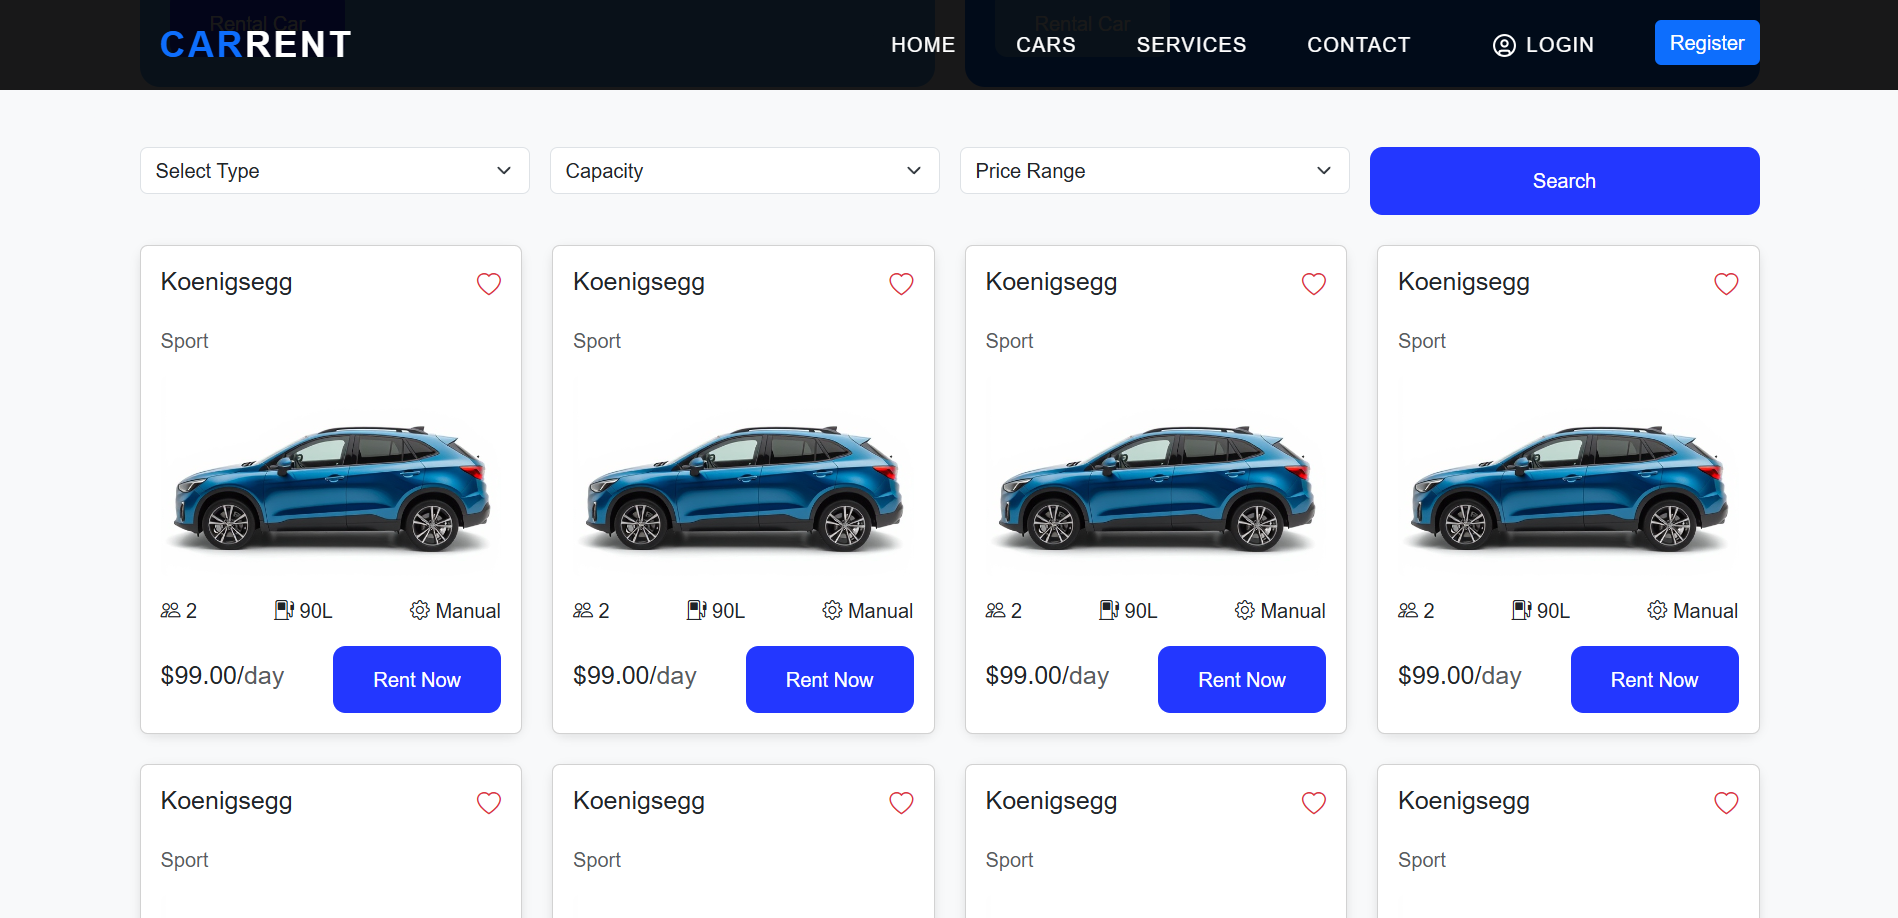 Rental Car Rental Car
CARRENT HOME CARS SERVICES CONTACT LOGIN Register
Select Type Capacity Price Range Search
Koenigsegg Koenigsegg Koenigsegg Koenigsegg
Sport Sport Sport Sport
2 90L Manual 2 90L Manual 2 90L Manual 2 90L Manual
$99.00/day Rent Now $99.00/day Rent Now $99.00/day Rent Now $99.00/day Rent Now
Koenigsegg Koenigsegg Koenigsegg Koenigsegg
Sport Sport Sport Sport